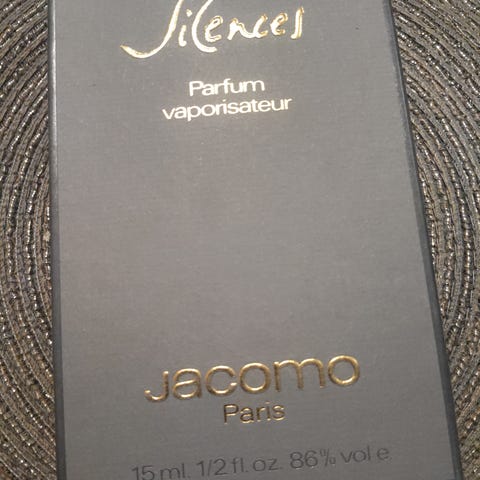 Silences
Parfum
vaporisateur
Jacomo
Paris
15 ml. 1/2 fl. oz. 86% vol e